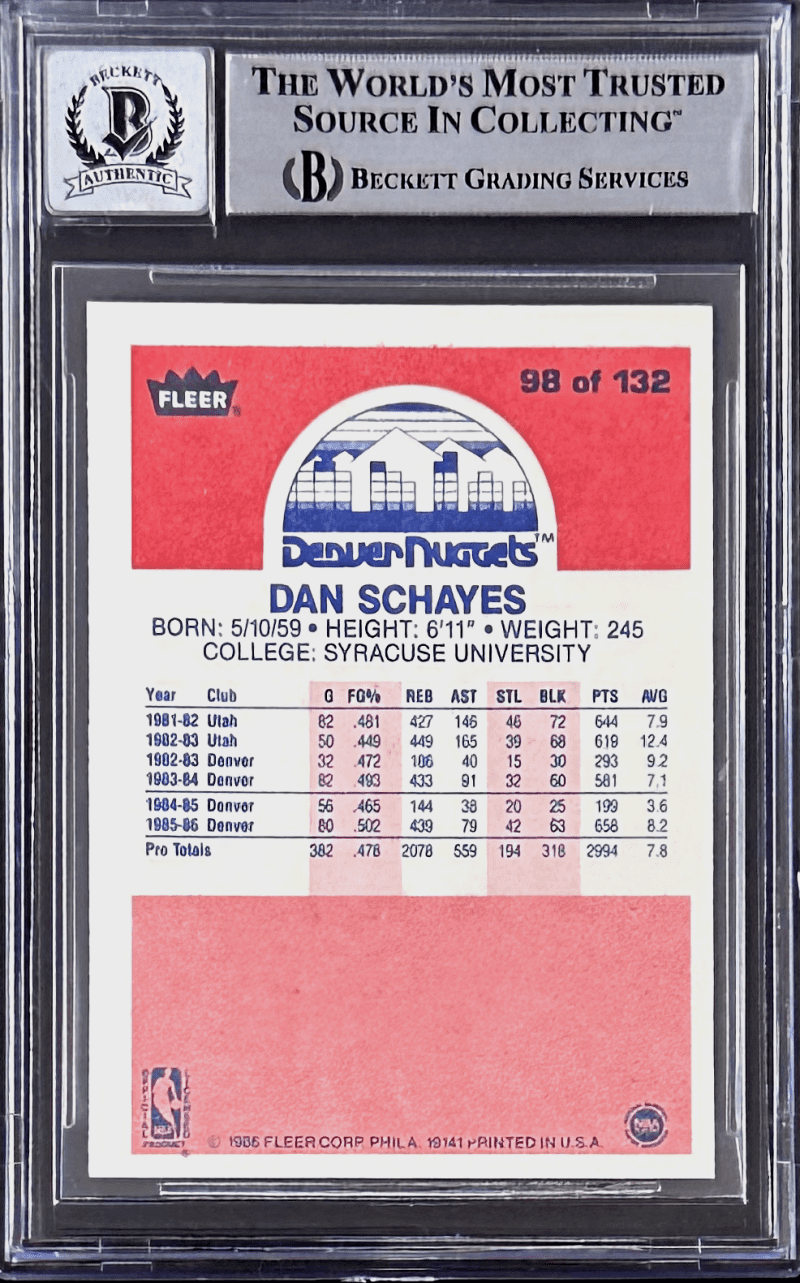 BECKETT
B
AUTHENTIC
THE WORLD'S MOST TRUSTED
SOURCE IN COLLECTING™
(B) BECKETT GRADING SERVICES
FLEER®
98 of 132
Denver Nuggets™
DAN SCHAYES
BORN: 5/10/59 • HEIGHT: 6'11" • WEIGHT: 245
COLLEGE: SYRACUSE UNIVERSITY
Year Club G FG% REB AST STL BLK PTS AVG
1981-82 Utah 82 .481 427 146 46 72 644 7.9
1982-83 Utah 50 .449 449 165 39 68 619 12.4
1982-83 Denver 32 .472 186 40 15 30 293 9.2
1983-84 Denver 82 .493 433 91 32 60 581 7.1
1984-85 Denver 56 .465 144 38 20 25 199 3.6
1985-86 Denver 80 .502 439 79 42 63 658 8.2
Pro Totals 382 .478 2078 559 194 318 2994 7.8
OFFICIAL LICENSED
NBA
PRODUCT
®
© 1986 FLEER CORP. PHILA. 19141 PRINTED IN U.S.A.
NBA